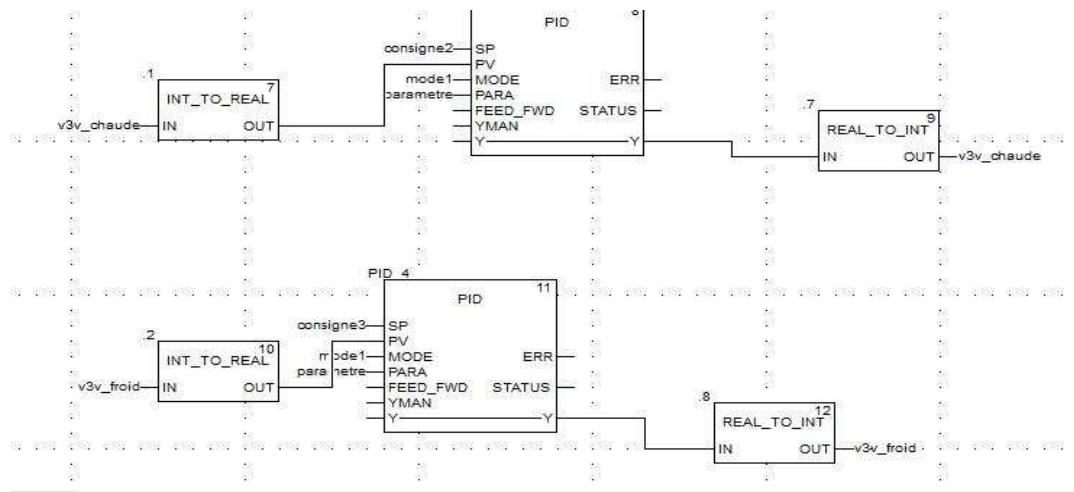 8
PID
consigne2 SP
PV
.1
7
INT_TO_REAL
v3v_chaude IN OUT
mode1 MODE ERR
parametre PARA
FEED_FWD STATUS
YMAN
Y Y
.7
9
REAL_TO_INT
IN OUT v3v_chaude
PID_4
11
PID
consigne3 SP
PV
.2
10
INT_TO_REAL
v3v_froid IN OUT
mode1 MODE ERR
parametre PARA
FEED_FWD STATUS
YMAN
Y Y
.8
12
REAL_TO_INT
IN OUT v3v_froid